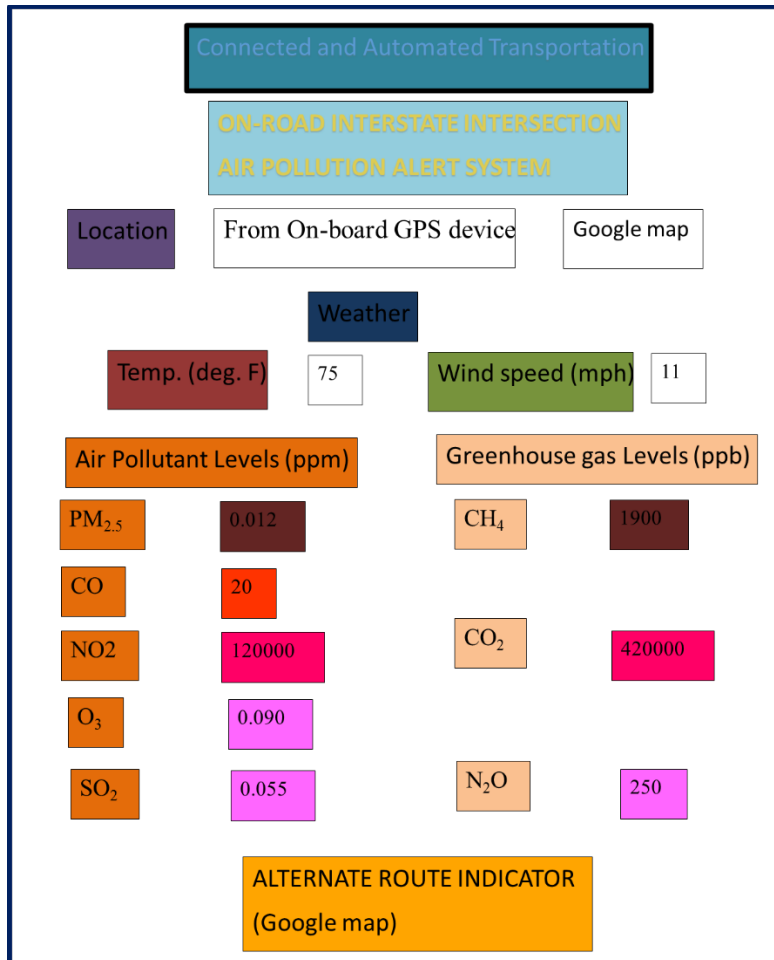 Connected and Automated Transportation
ON-ROAD INTERSTATE INTERSECTION
AIR POLLUTION ALERT SYSTEM
Location From On-board GPS device Google map
Weather
Temp. (deg. F) 75 Wind speed (mph) 11
Air Pollutant Levels (ppm) Greenhouse gas Levels (ppb)
PM₂.₅ 0.012 CH₄ 1900
CO 20
NO2 120000 CO₂ 420000
O₃ 0.090
SO₂ 0.055 N₂O 250
ALTERNATE ROUTE INDICATOR
(Google map)